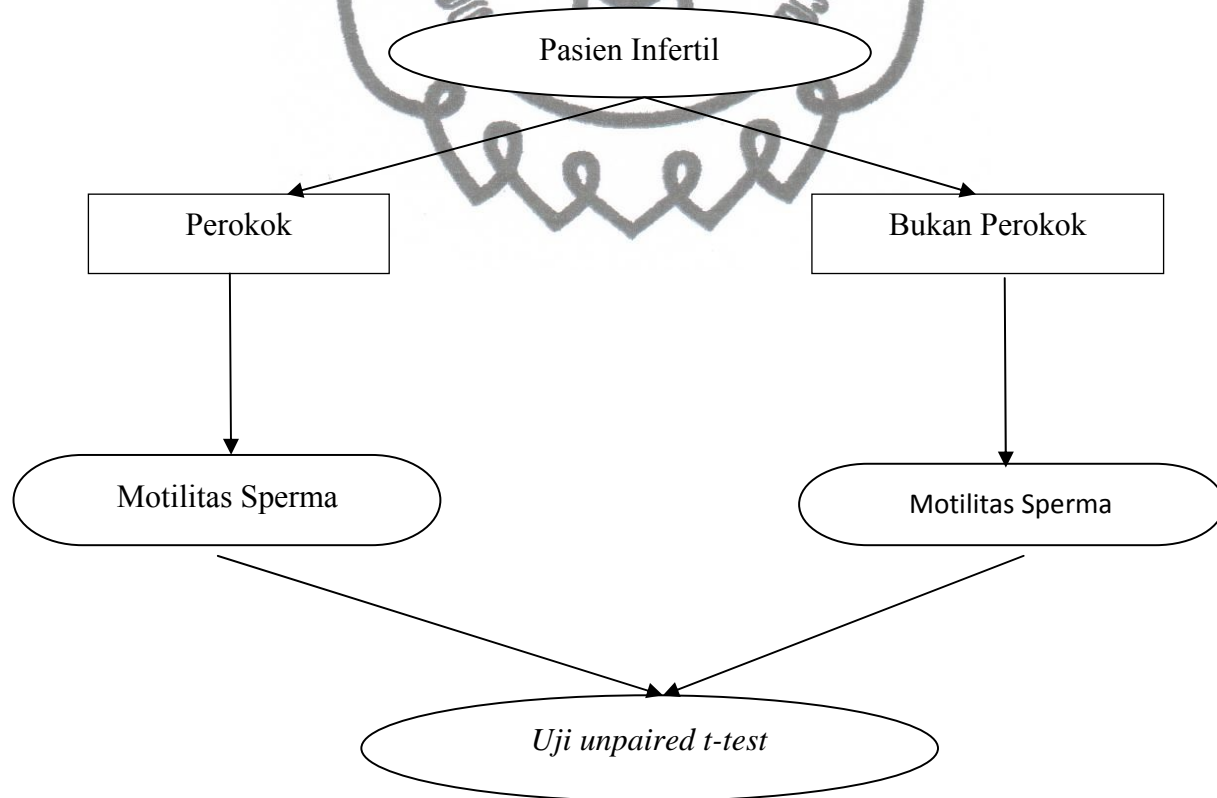 Pasien Infertil
Perokok
Bukan Perokok
Motilitas Sperma
Motilitas Sperma
Uji unpaired t-test